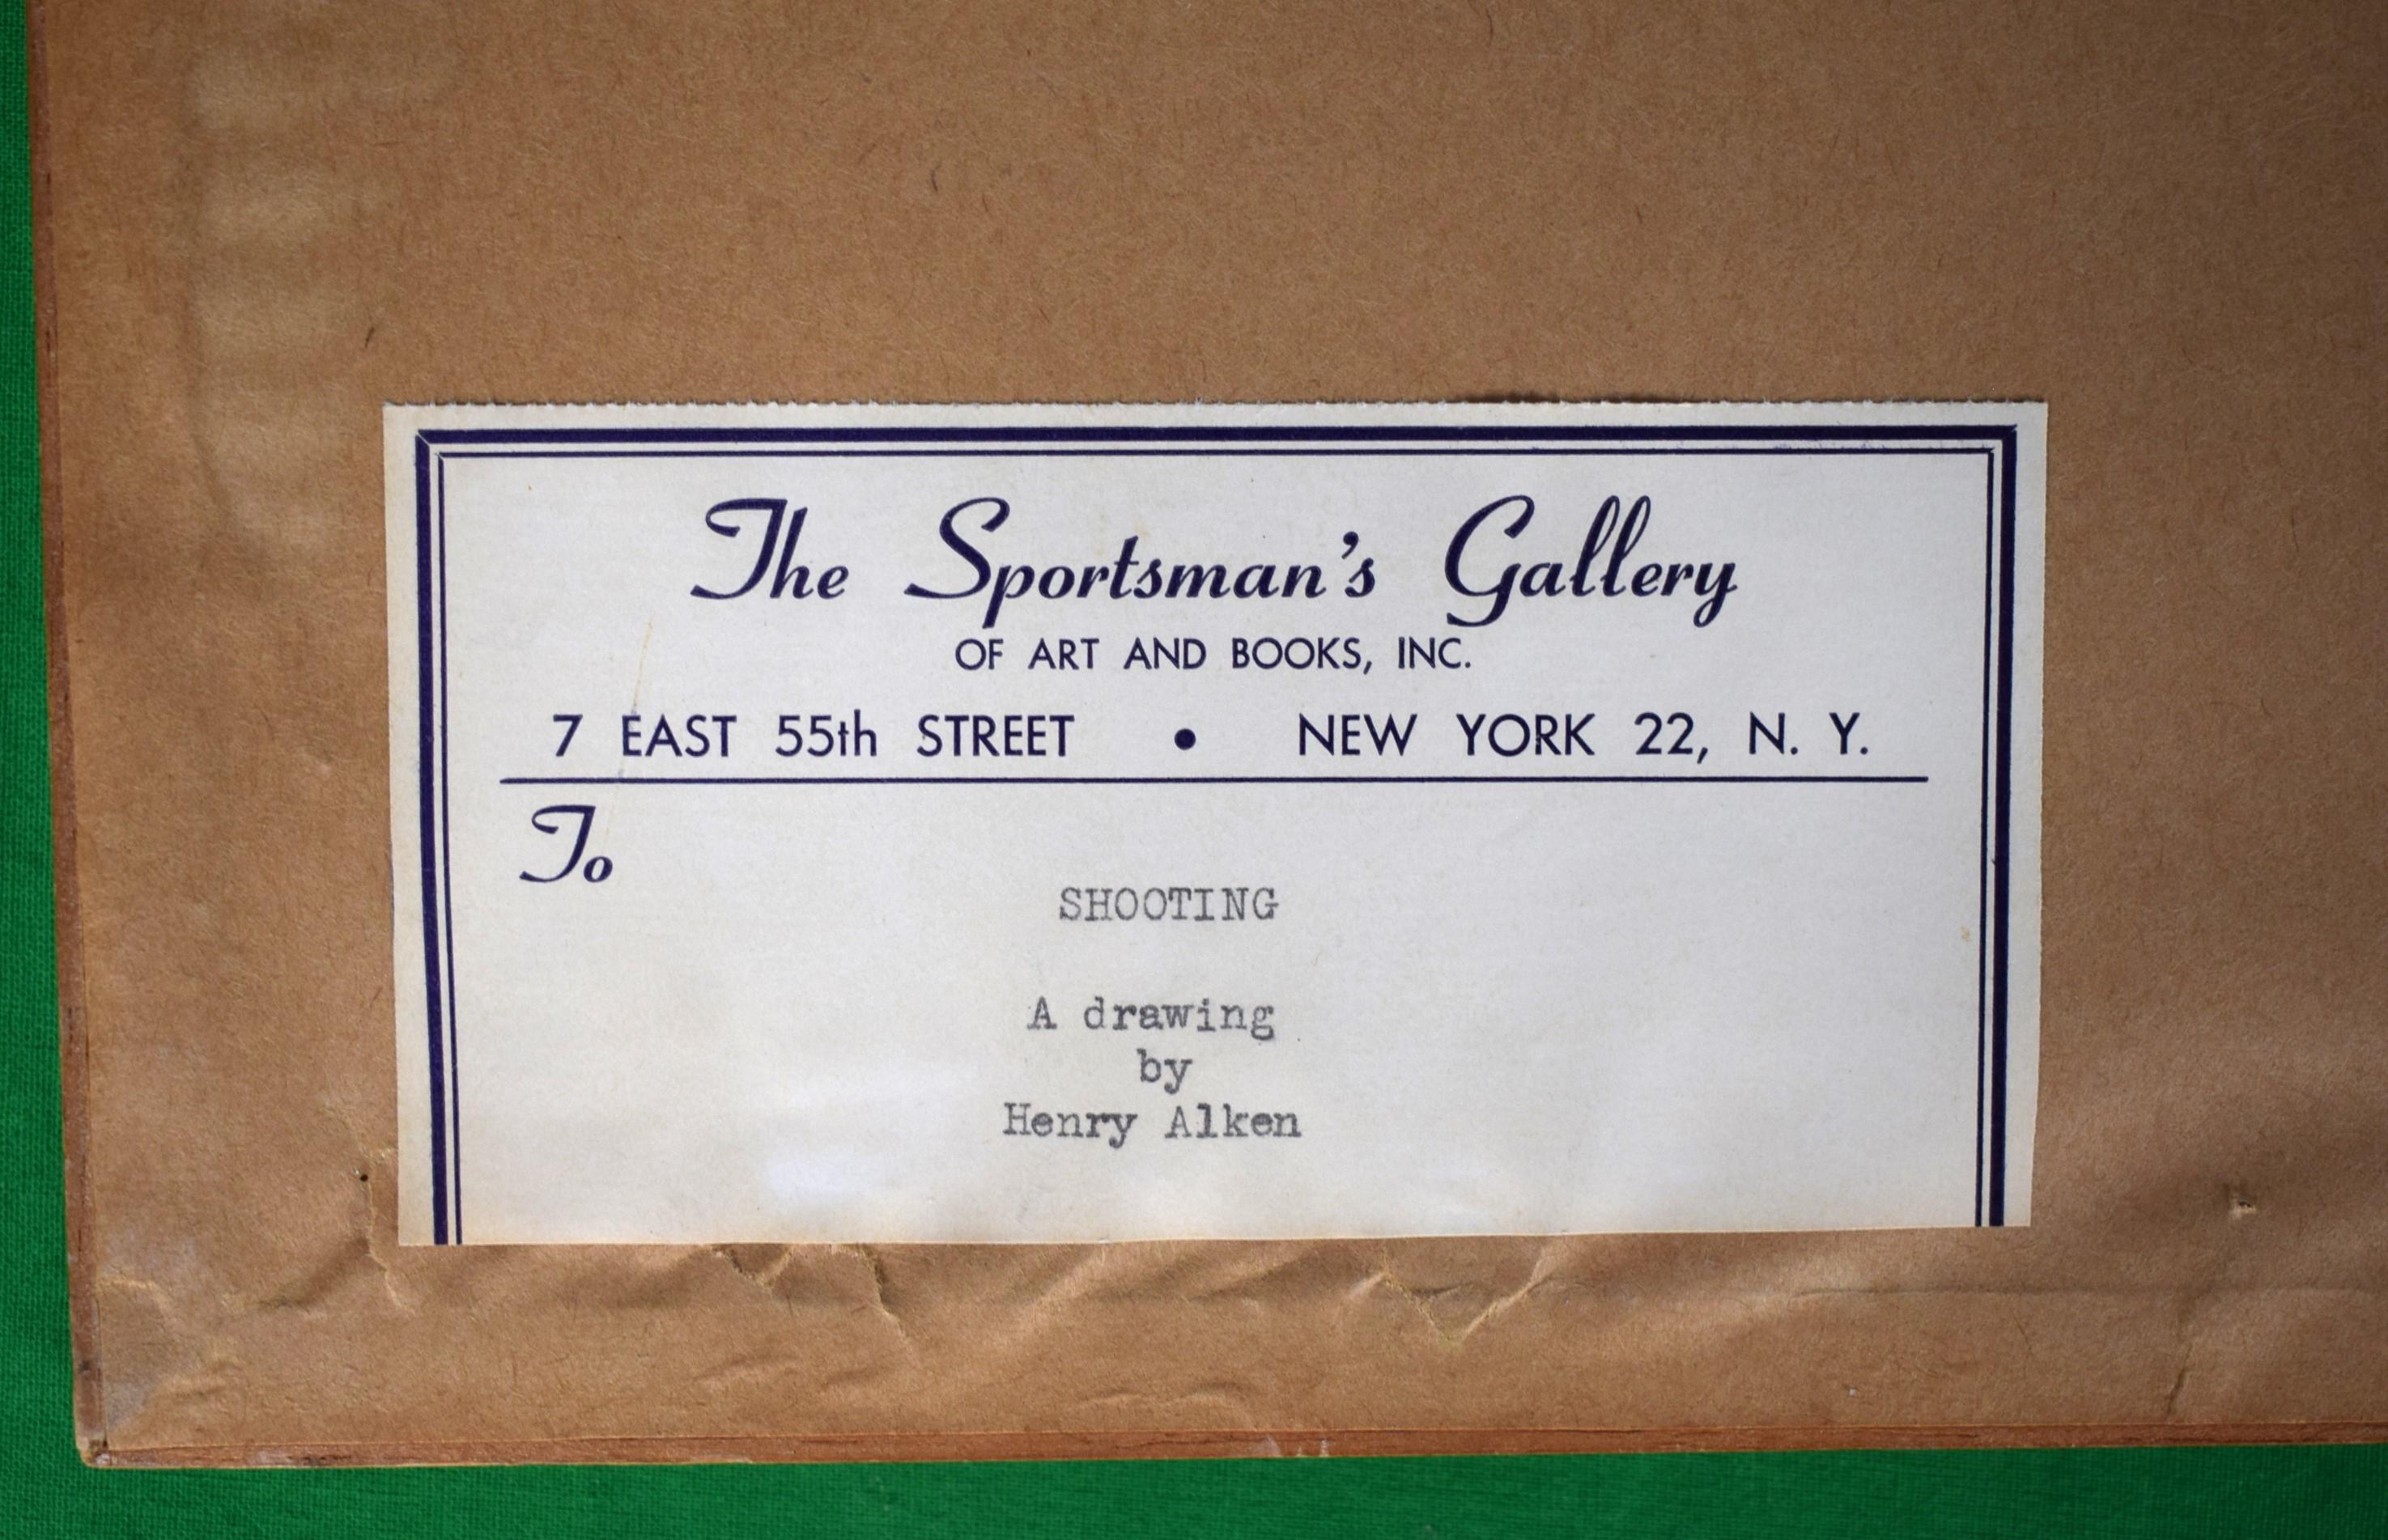 The Sportsman's Gallery
OF ART AND BOOKS, INC.
7 EAST 55th STREET • NEW YORK 22, N. Y.
To
SHOOTING
A drawing
by
Henry Alken